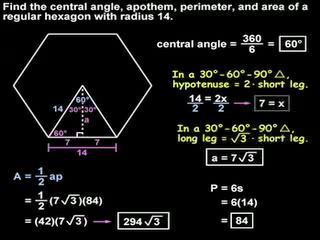 Find the central angle, apothem, perimeter, and area of a
regular hexagon with radius 14.
central angle = 360/6 = 60°
In a 30°-60°-90° △,
hypotenuse = 2 · short leg.
14/2 = 2x/2 → 7 = x
In a 30°-60°-90° △,
long leg = √3 · short leg.
a = 7√3
60°
14 30° 30°
a
60°
7 7
14
A = 1/2 ap
= 1/2 (7√3)(84)
= (42)(7√3) → 294√3
P = 6s
= 6(14)
= 84